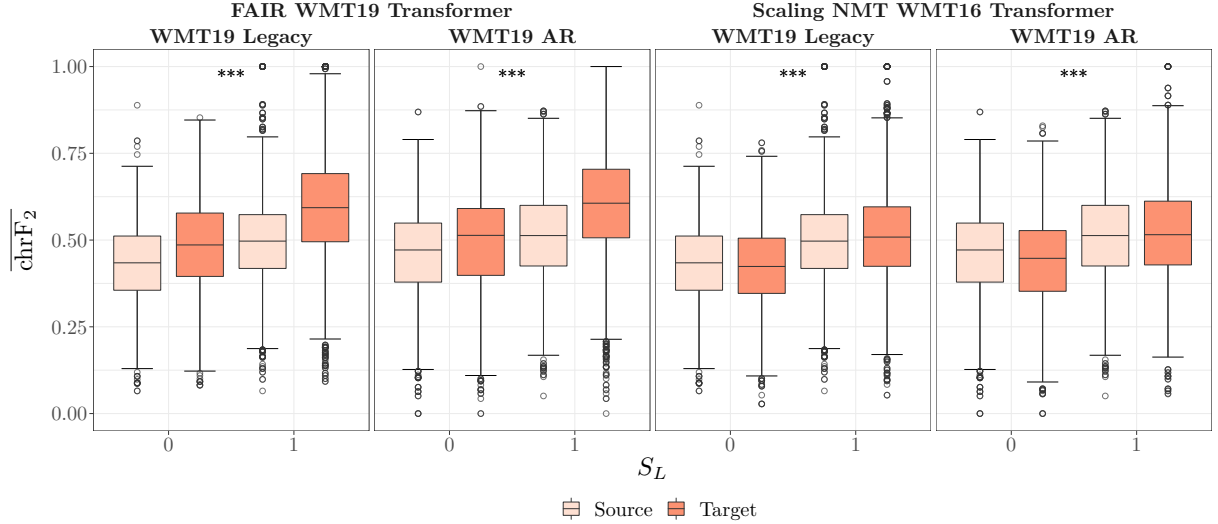 FAIR WMT19 Transformer Scaling NMT WMT16 Transformer
WMT19 Legacy WMT19 AR WMT19 Legacy WMT19 AR
*** *** *** ***
1.00
0.75
0.50
0.25
0.00
chrF₂
0 1 0 1 0 1 0 1
S_L
Source Target